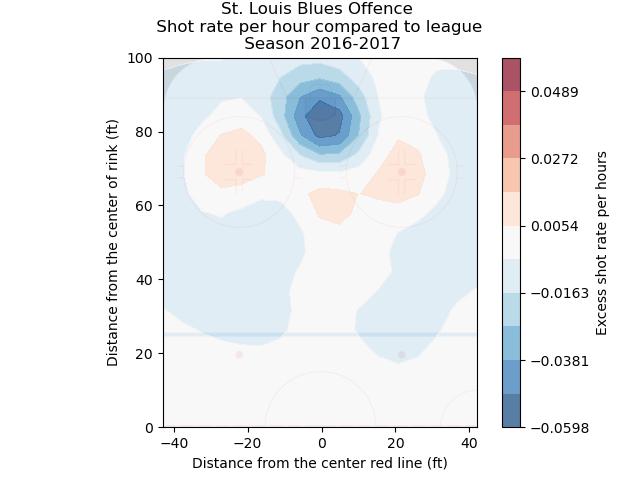 St. Louis Blues Offence
Shot rate per hour compared to league
Season 2016-2017
100
80
60
40
20
0
−40
−20
0
20
40
Distance from the center of rink (ft)
Distance from the center red line (ft)
0.0489
0.0272
0.0054
−0.0163
−0.0381
−0.0598
Excess shot rate per hours